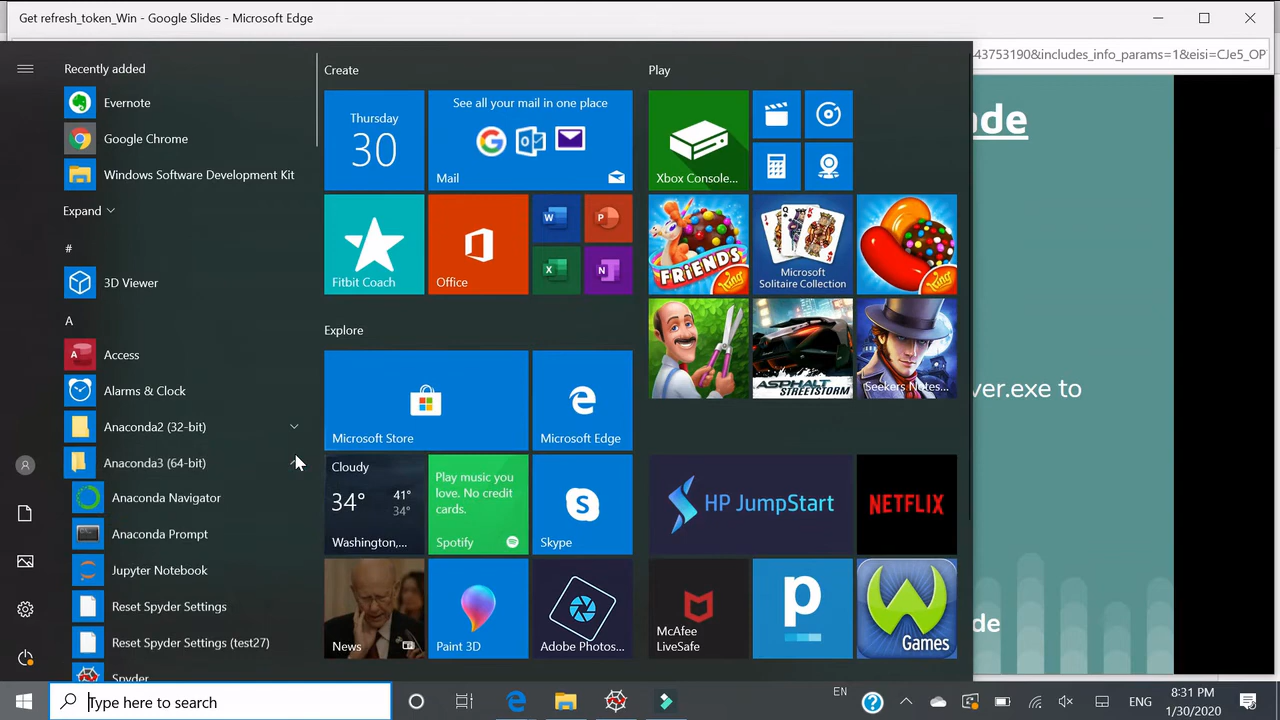 Get refresh_token_Win - Google Slides - Microsoft Edge
43753190&includes_info_params=1&eisi=CJe5_OP
Recently added
Evernote
Google Chrome
Windows Software Development Kit
Expand
#
3D Viewer
A
Access
Alarms & Clock
Anaconda2 (32-bit)
Anaconda3 (64-bit)
Anaconda Navigator
Anaconda Prompt
Jupyter Notebook
Reset Spyder Settings
Reset Spyder Settings (test27)
Spyder
Create
Thursday
30
See all your mail in one place
Mail
Fitbit Coach
Office
Explore
Microsoft Store
Microsoft Edge
Cloudy
34° 41°
34°
Washington,...
Play music you
love. No credit
cards.
Spotify
Skype
News
Paint 3D
Adobe Photos...
Play
Xbox Console...
FRIENDS
King
Microsoft
Solitaire Collection
King
ASPHALT
STREETSTORM
Seekers Notes...
HP JumpStart
NETFLIX
McAfee
LiveSafe
Games
ade
ver.exe to
de
Type here to search
EN
ENG
8:31 PM
1/30/2020